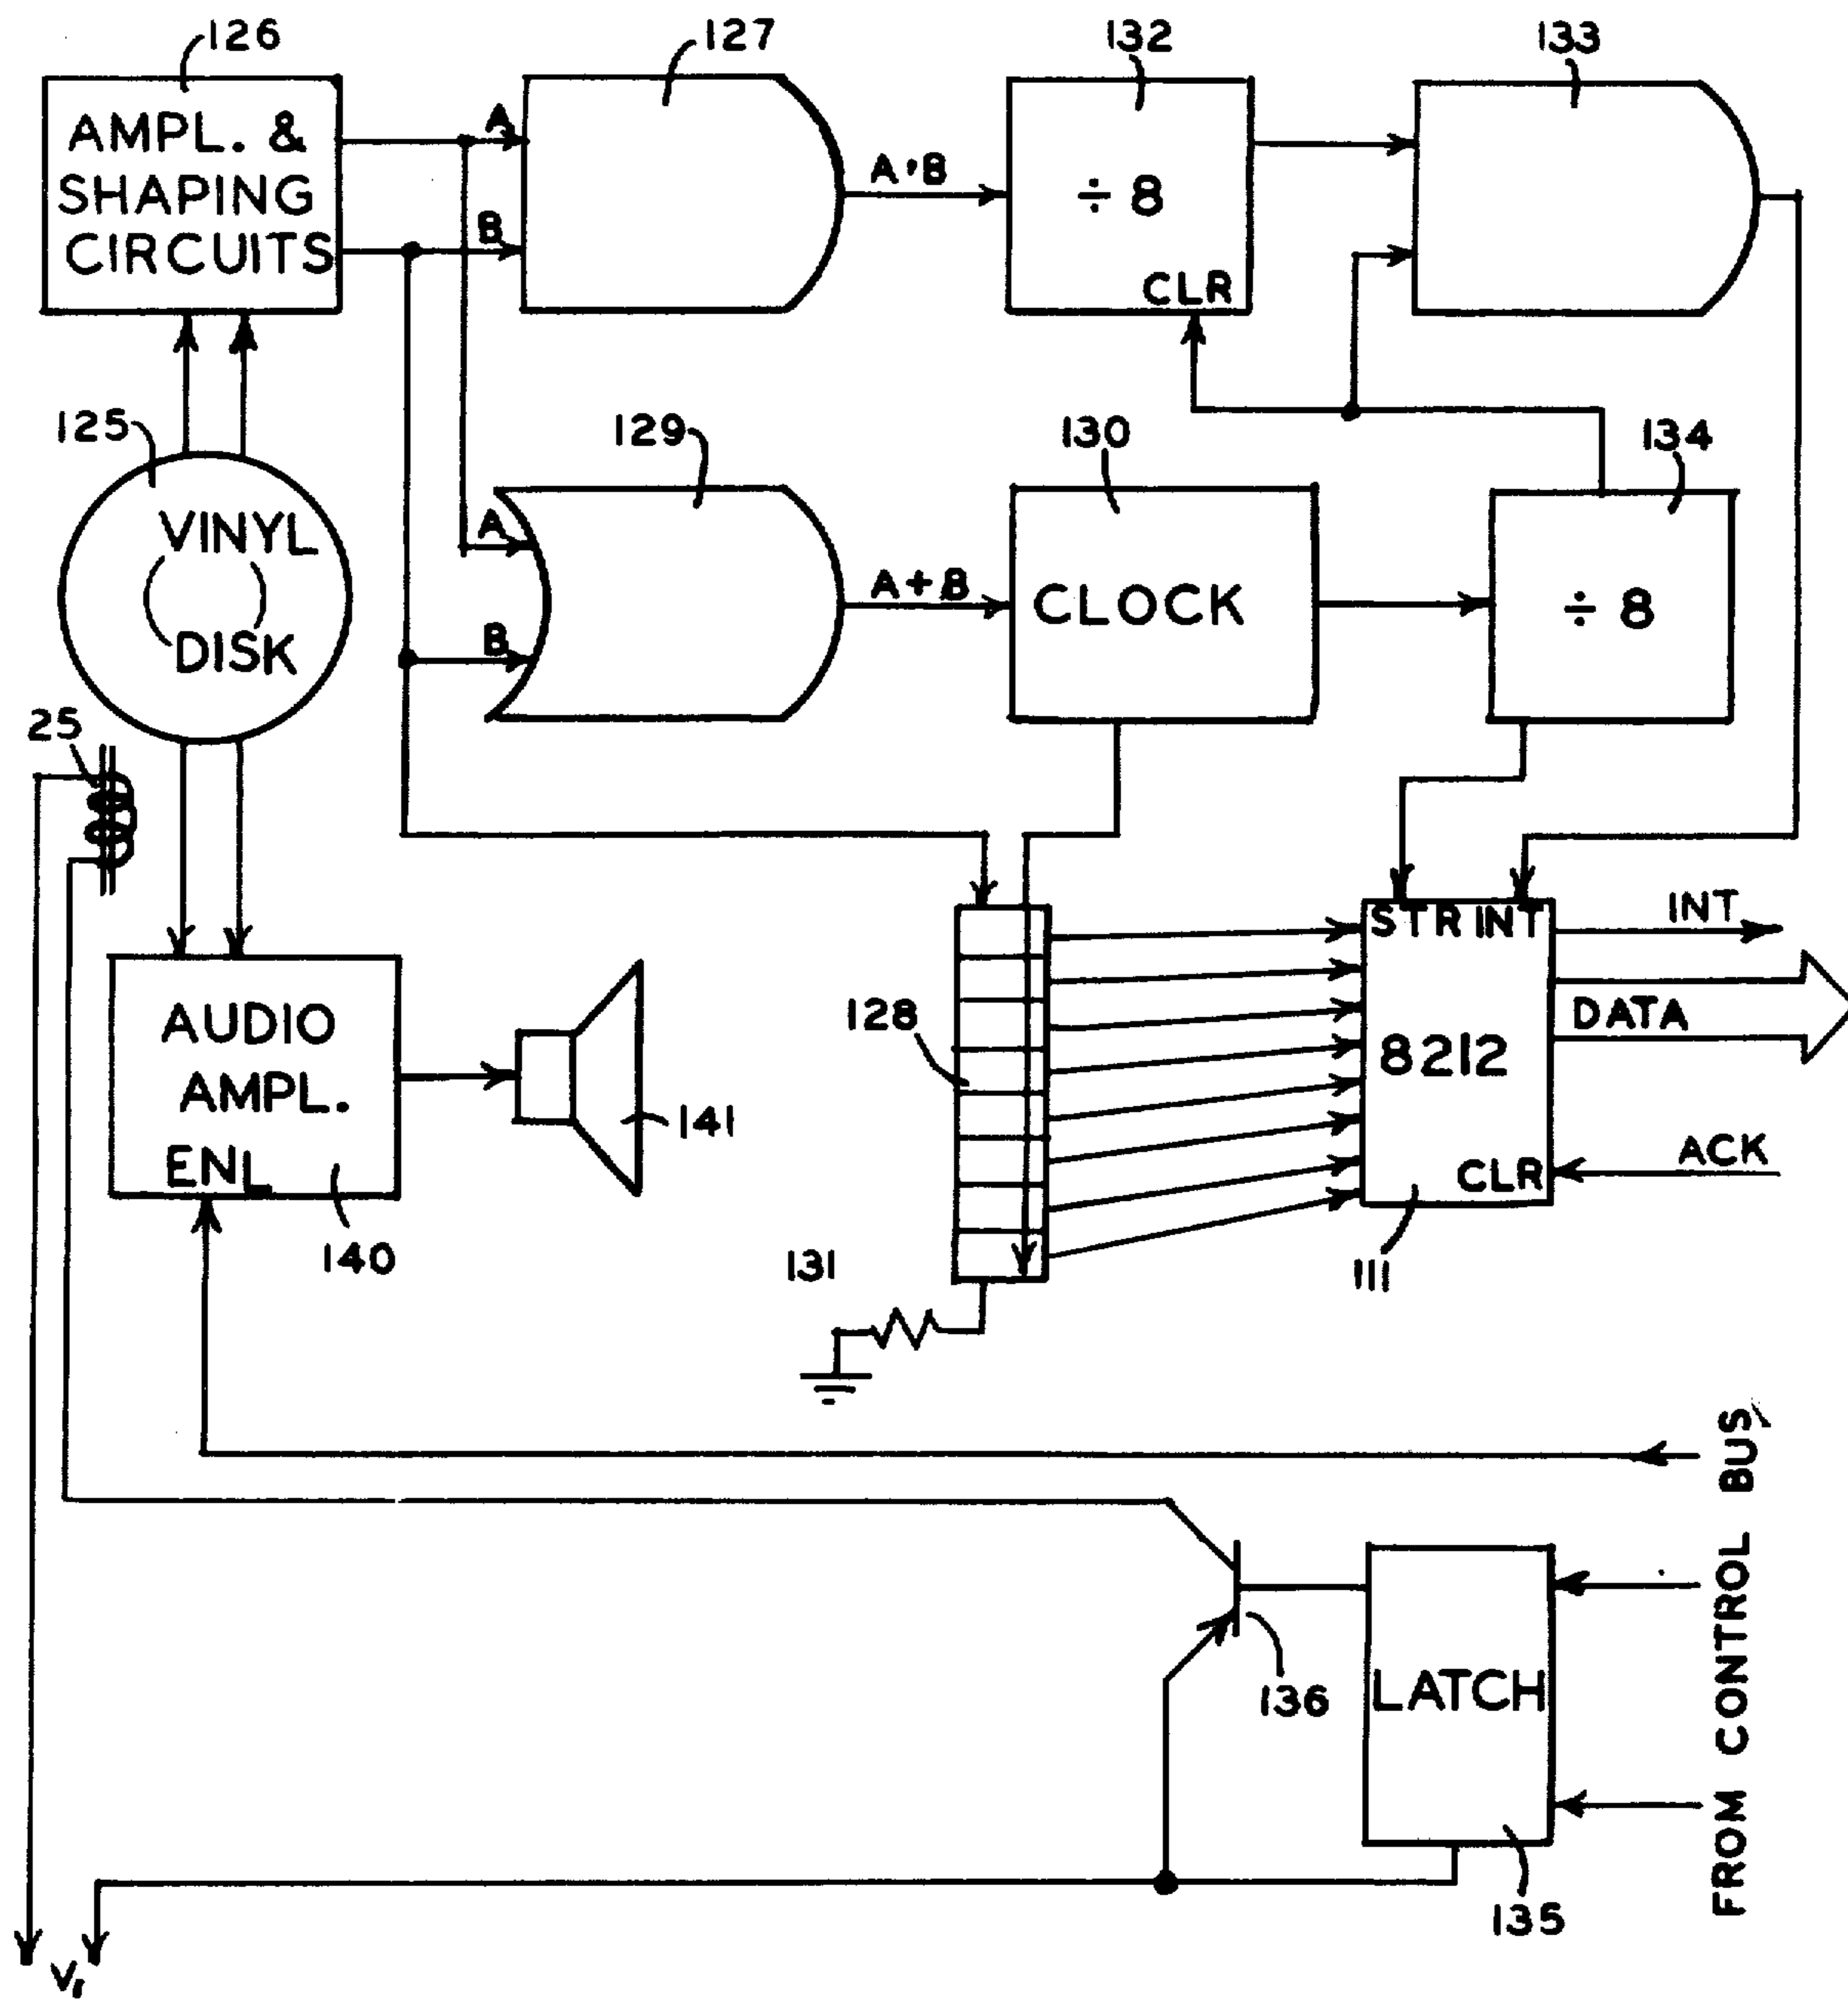 126
127
132
133
AMPL. &
SHAPING
CIRCUITS
A
B
A·B
÷ 8
CLR
125
129
130
134
VINYL
DISK
A
B
A+B
CLOCK
÷ 8
25
STR INT
INT
128
8212
DATA
AUDIO
AMPL.
ENL
141
CLR
ACK
140
131
111
FROM CONTROL BUS
136
LATCH
135
V1